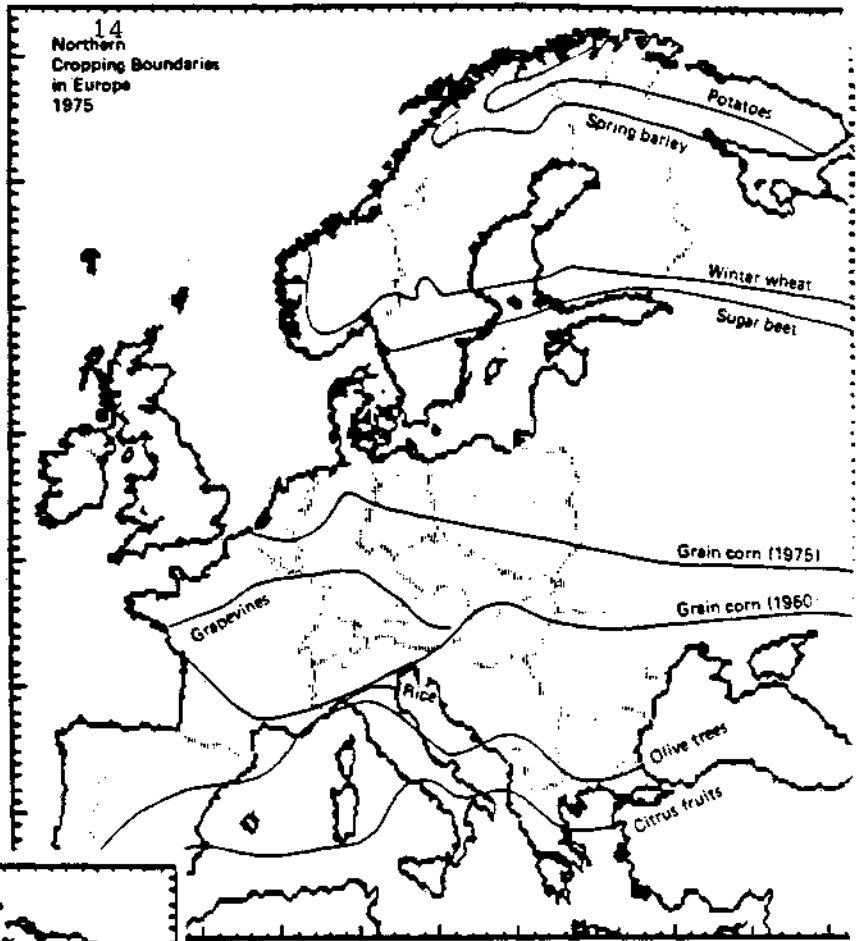 14
Northern
Cropping Boundaries
in Europe
1975
Potatoes
Spring barley
Winter wheat
Sugar beet
Grain corn (1975)
Grain corn (1960
Grapevines
Rice
Olive trees
Citrus fruits